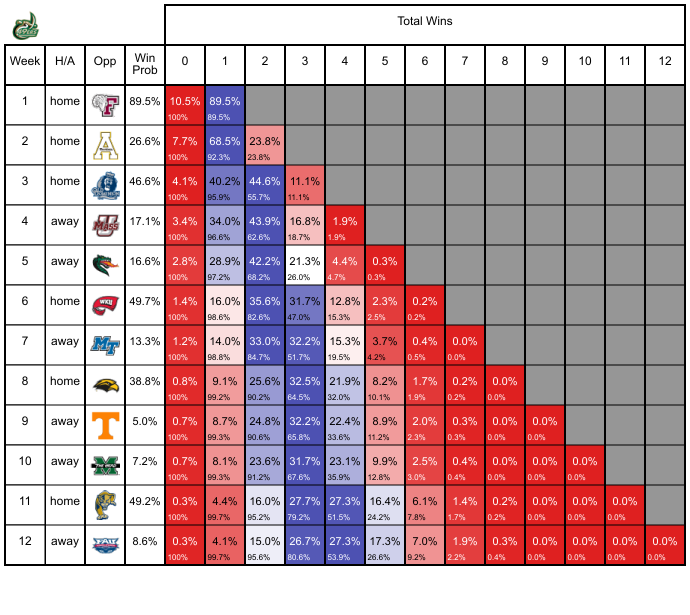 Total Wins
Week H/A Opp Win Prob 0 1 2 3 4 5 6 7 8 9 10 11 12
1 home F 89.5% 10.5% 89.5%
100% 89.5%
2 home A 26.6% 7.7% 68.5% 23.8%
100% 92.3% 23.8%
3 home 46.6% 4.1% 40.2% 44.6% 11.1%
100% 95.9% 55.7% 11.1%
4 away UMass 17.1% 3.4% 34.0% 43.9% 16.8% 1.9%
100% 96.6% 62.6% 18.7% 1.9%
5 away 16.6% 2.8% 28.9% 42.2% 21.3% 4.4% 0.3%
100% 97.2% 68.2% 26.0% 4.7% 0.3%
6 home WKU 49.7% 1.4% 16.0% 35.6% 31.7% 12.8% 2.3% 0.2%
100% 98.6% 82.6% 47.0% 15.3% 2.5% 0.2%
7 away MT 13.3% 1.2% 14.0% 33.0% 32.2% 15.3% 3.7% 0.4% 0.0%
100% 98.8% 84.7% 51.7% 19.5% 4.2% 0.5% 0.0%
8 home 38.8% 0.8% 9.1% 25.6% 32.5% 21.9% 8.2% 1.7% 0.2% 0.0%
100% 99.2% 90.2% 64.5% 32.0% 10.1% 1.9% 0.2% 0.0%
9 away T 5.0% 0.7% 8.7% 24.8% 32.2% 22.4% 8.9% 2.0% 0.3% 0.0% 0.0%
100% 99.3% 90.6% 65.8% 33.6% 11.2% 2.3% 0.3% 0.0% 0.0%
10 away M 7.2% 0.7% 8.1% 23.6% 31.7% 23.1% 9.9% 2.5% 0.4% 0.0% 0.0% 0.0%
100% 99.3% 91.2% 67.6% 35.9% 12.8% 3.0% 0.4% 0.0% 0.0% 0.0%
11 home 49.2% 0.3% 4.4% 16.0% 27.7% 27.3% 16.4% 6.1% 1.4% 0.2% 0.0% 0.0% 0.0%
100% 99.7% 95.2% 79.2% 51.5% 24.2% 7.8% 1.7% 0.2% 0.0% 0.0% 0.0%
12 away FAU 8.6% 0.3% 4.1% 15.0% 26.7% 27.3% 17.3% 7.0% 1.9% 0.3% 0.0% 0.0% 0.0% 0.0%
100% 99.7% 95.6% 80.6% 53.9% 26.6% 9.2% 2.2% 0.4% 0.0% 0.0% 0.0% 0.0%